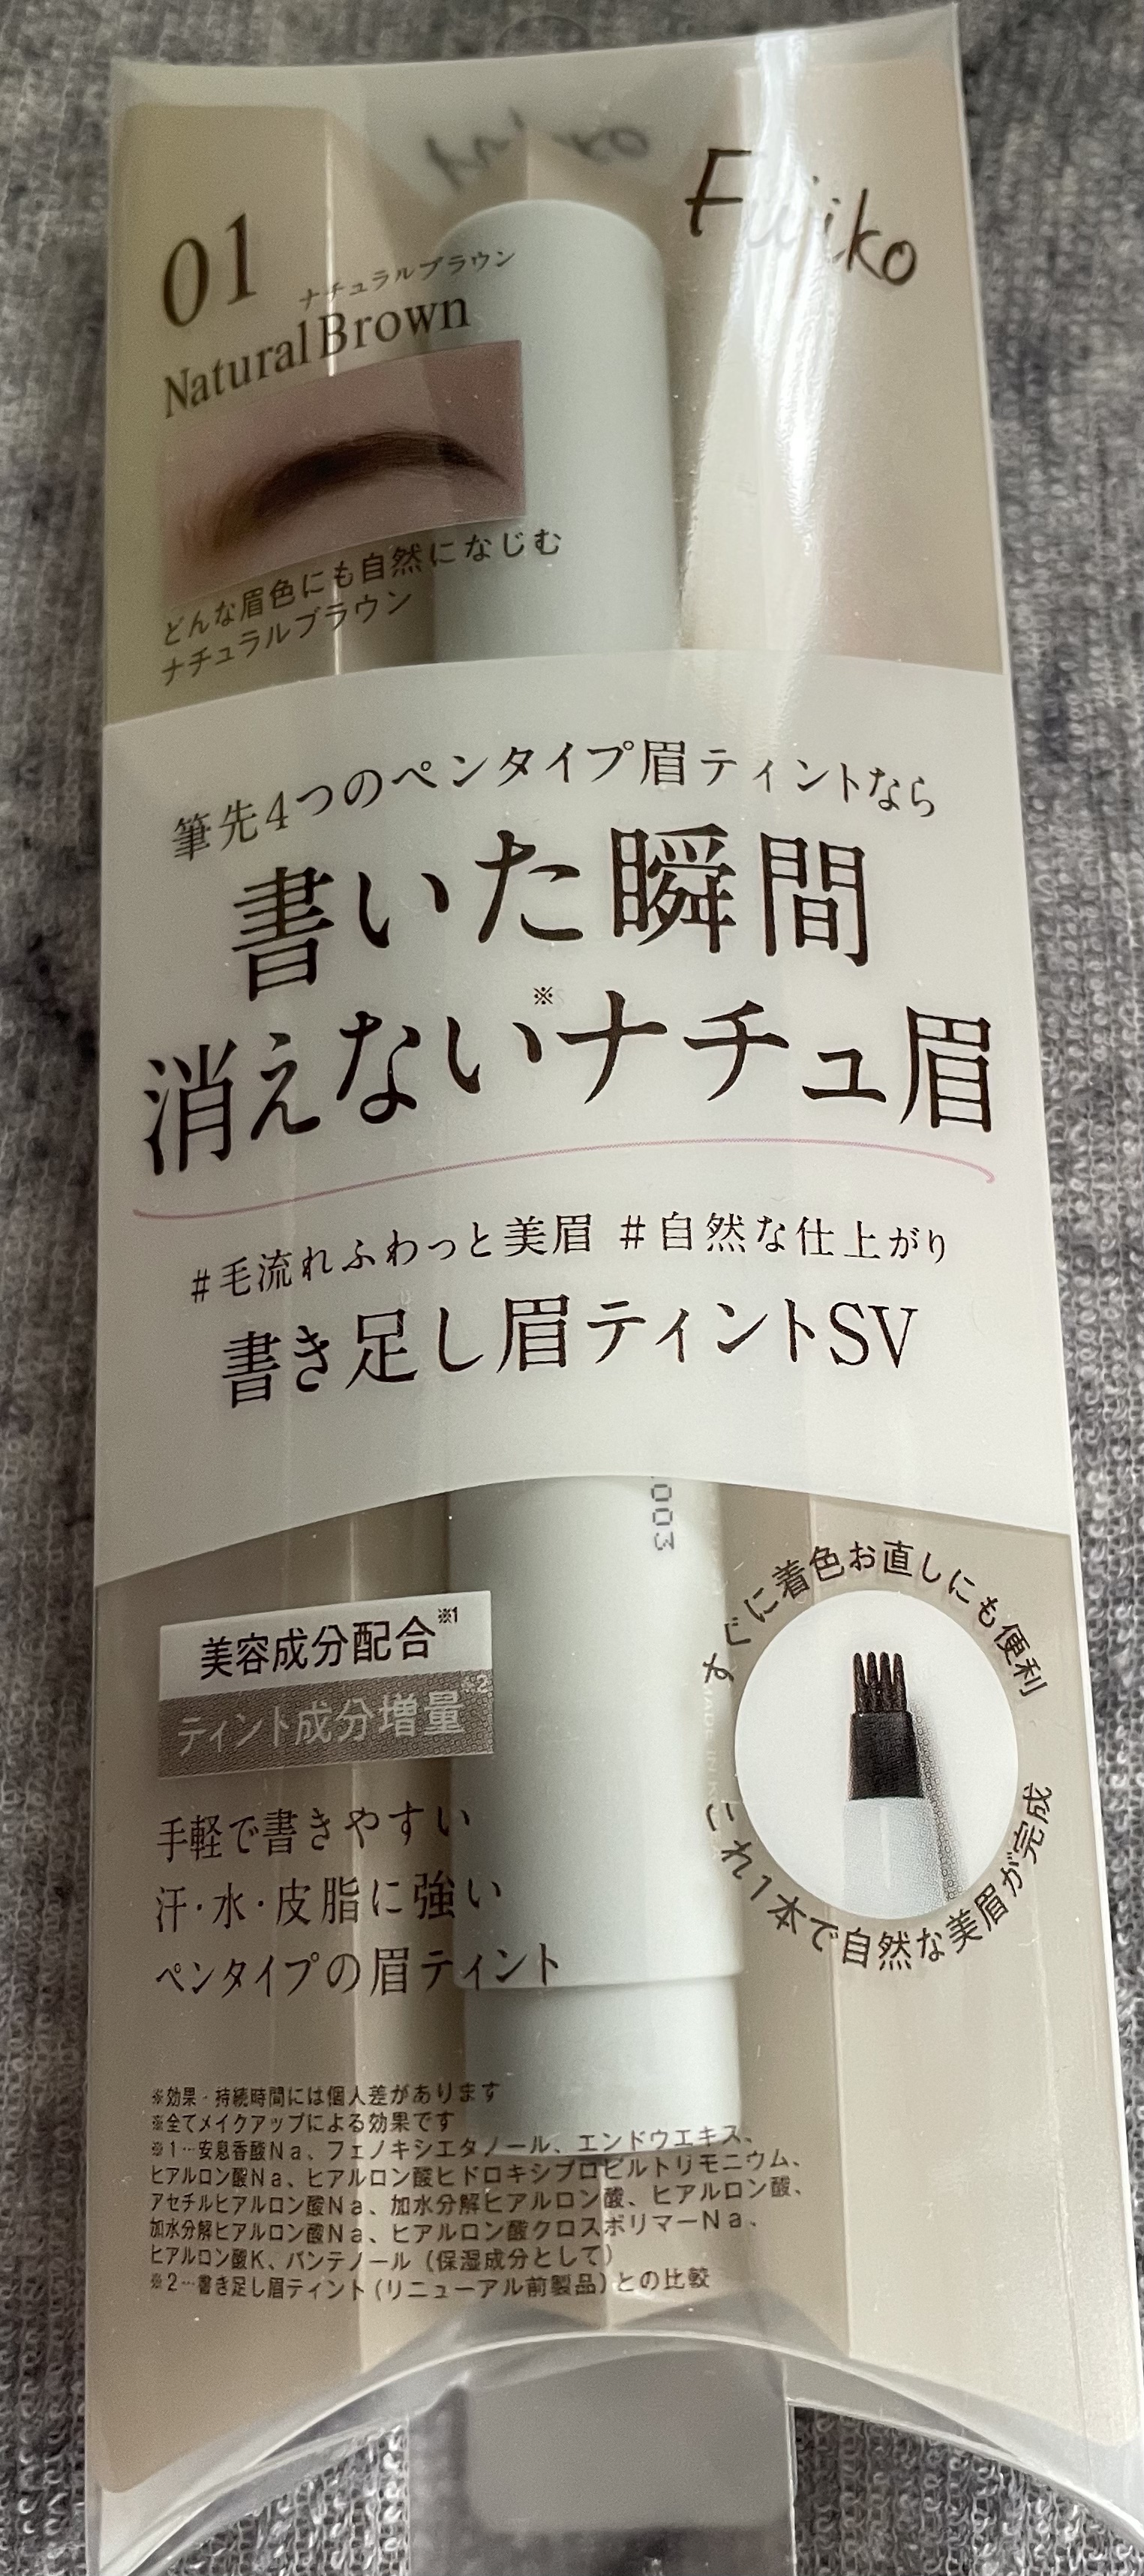 Fujiko
01
ナチュラルブラウン
Natural Brown
どんな眉色にも自然になじむ
ナチュラルブラウン
筆先4つのペンタイプ眉ティントなら
書いた瞬間
消えない※ナチュ眉
#毛流れふわっと美眉 #自然な仕上がり
書き足し眉ティントSV
003
美容成分配合※1
ティント成分増量※2
すぐに着色お直しにも便利
これ1本で自然な美眉が完成
手軽で書きやすい
汗・水・皮脂に強い
ペンタイプの眉ティント
MADE IN
※効果・持続時間には個人差があります
※全てメイクアップによる効果です
※1…安息香酸Na、フェノキシエタノール、エンドウエキス、
ヒアルロン酸Na、ヒアルロン酸ヒドロキシプロピルトリモニウム、
アセチルヒアルロン酸Na、加水分解ヒアルロン酸、ヒアルロン酸、
加水分解ヒアルロン酸Na、ヒアルロン酸クロスポリマーNa、
ヒアルロン酸K、パンテノール（保湿成分として）
※2…書き足し眉ティント（リニューアル前製品）との比較